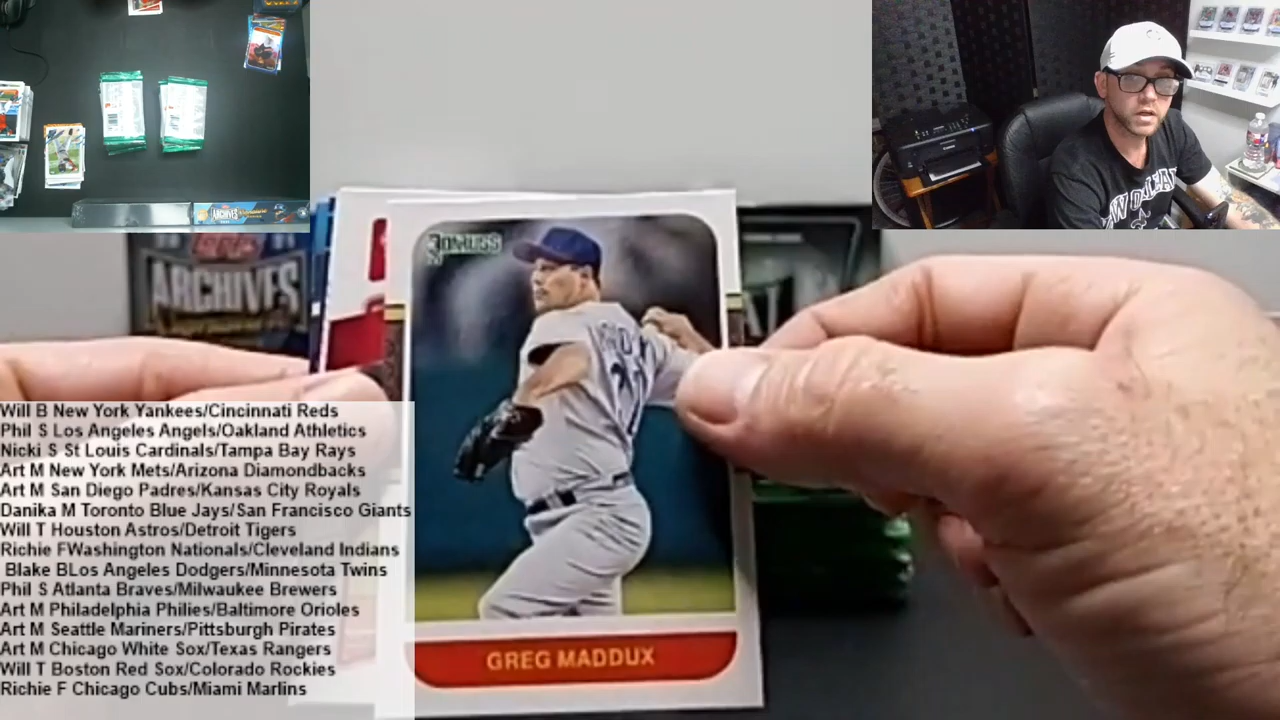 ARCHIVES
ARCHIVES
DONRUSS
GREG MADDUX
Will B New York Yankees/Cincinnati Reds
Phil S Los Angeles Angels/Oakland Athletics
Nicki S St Louis Cardinals/Tampa Bay Rays
Art M New York Mets/Arizona Diamondbacks
Art M San Diego Padres/Kansas City Royals
Danika M Toronto Blue Jays/San Francisco Giants
Will T Houston Astros/Detroit Tigers
Richie FWashington Nationals/Cleveland Indians
Blake BLos Angeles Dodgers/Minnesota Twins
Phil S Atlanta Braves/Milwaukee Brewers
Art M Philadelphia Philies/Baltimore Orioles
Art M Seattle Mariners/Pittsburgh Pirates
Art M Chicago White Sox/Texas Rangers
Will T Boston Red Sox/Colorado Rockies
Richie F Chicago Cubs/Miami Marlins